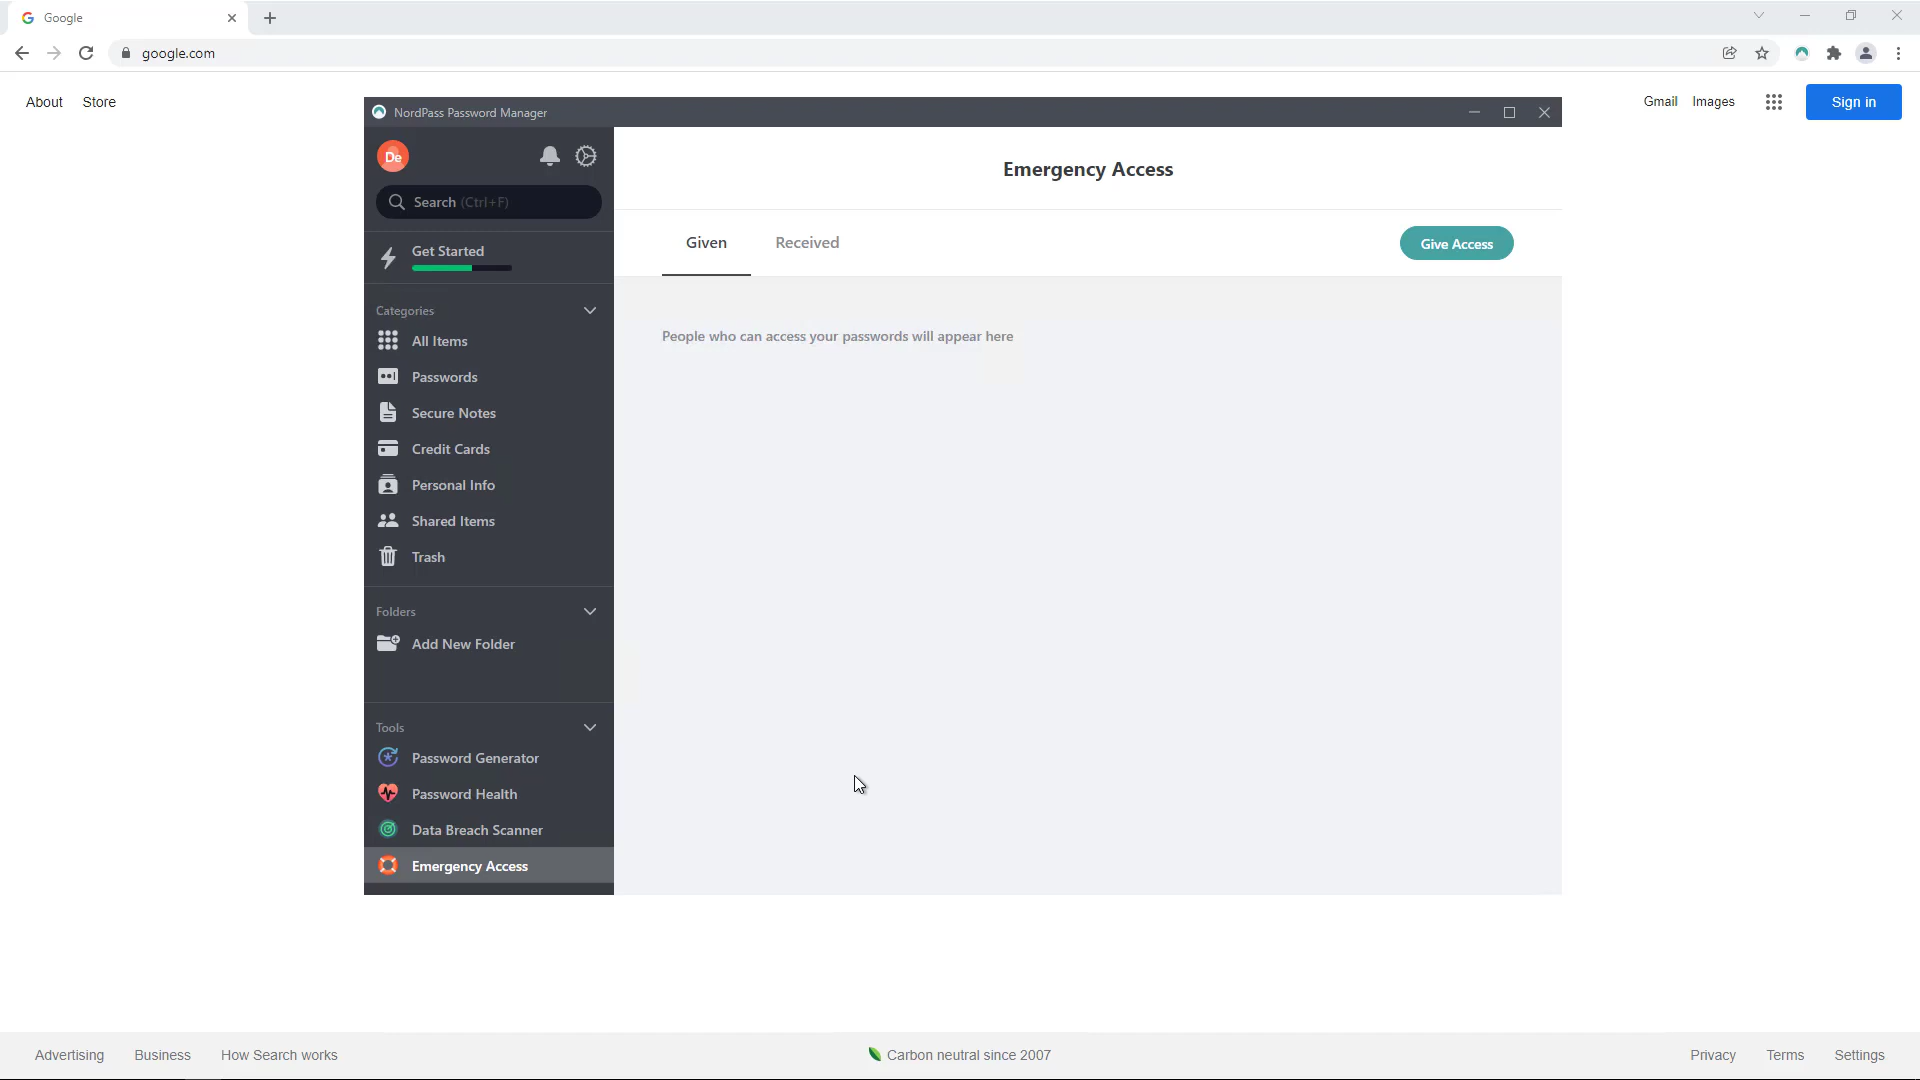 Google
google.com
About Store
Gmail Images Sign in
NordPass Password Manager
De
Search (Ctrl+F)
Get Started
Categories
All Items
Passwords
Secure Notes
Credit Cards
Personal Info
Shared Items
Trash
Folders
Add New Folder
Tools
Password Generator
Password Health
Data Breach Scanner
Emergency Access
Emergency Access
Given Received Give Access
People who can access your passwords will appear here
Advertising Business How Search works
Carbon neutral since 2007
Privacy Terms Settings